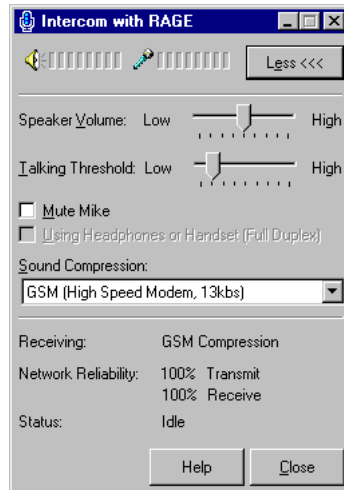 Intercom with RAGE
Less <<<
Speaker Volume: Low High
Talking Threshold: Low High
Mute Mike
Using Headphones or Handset (Full Duplex)
Sound Compression:
GSM (High Speed Modem, 13kbs)
Receiving: GSM Compression
Network Reliability: 100% Transmit
100% Receive
Status: Idle
Help Close